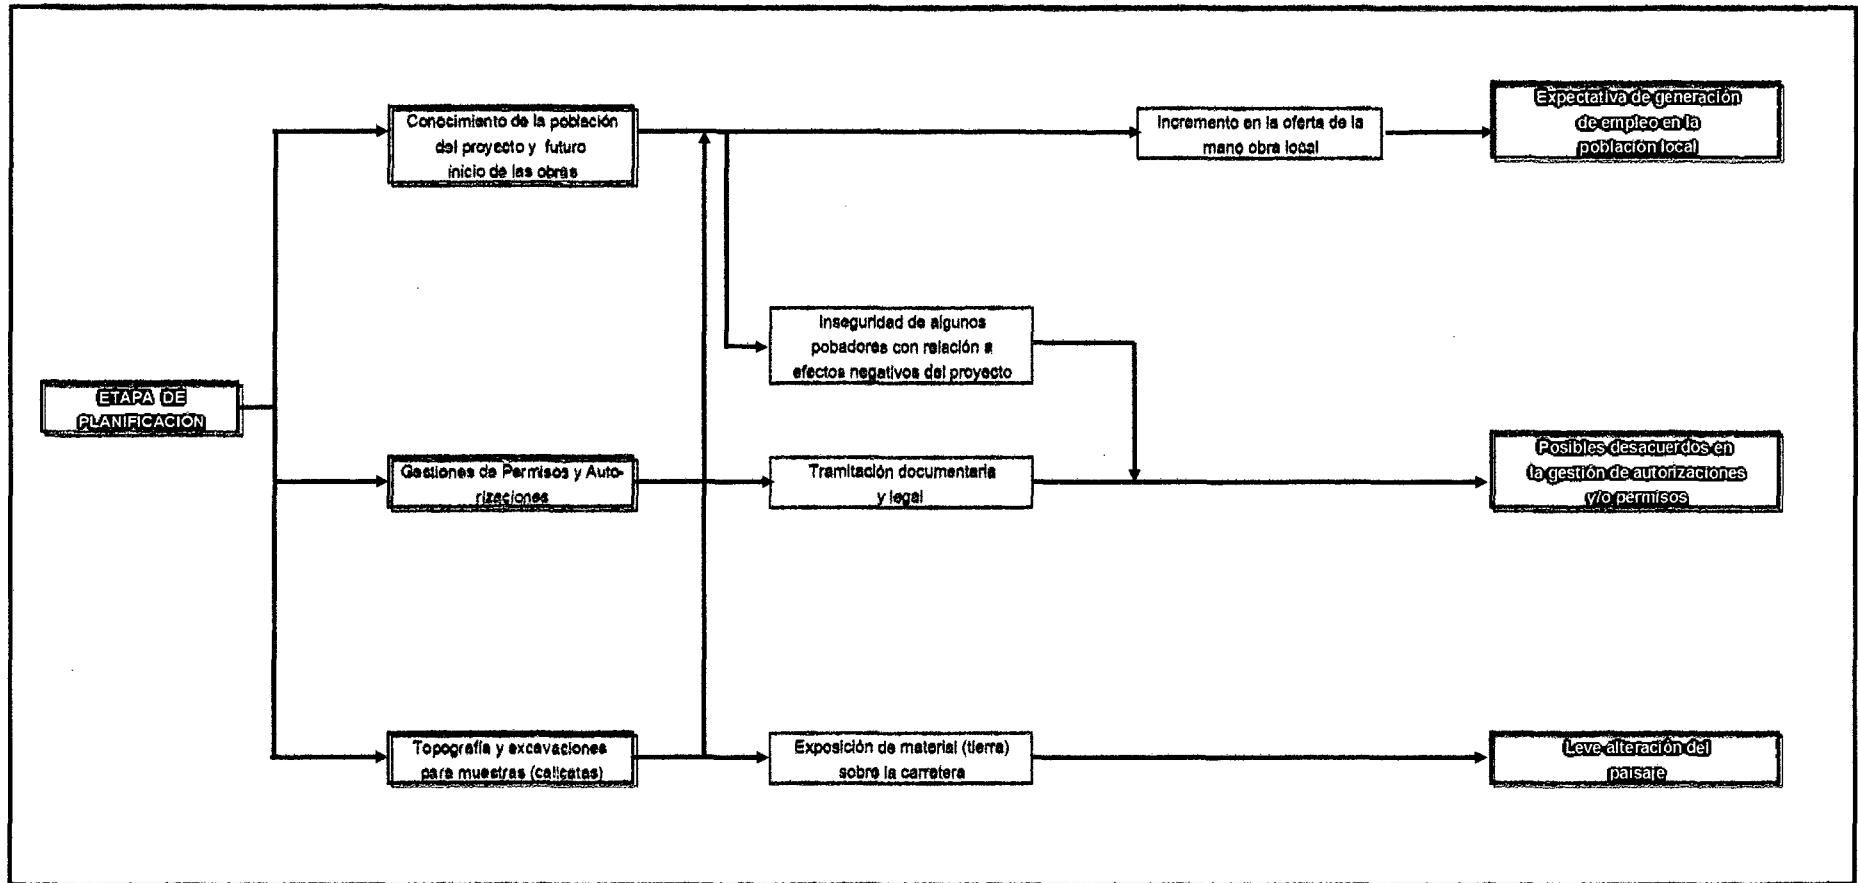 Conocimiento de la población
del proyecto y futuro
inicio de las obras
Incremento en la oferta de la
mano obra local
Expectativa de generación
de empleo en la
población local
Inseguridad de algunos
pobadores con relación a
efectos negativos del proyecto
ETAPA DE
PLANIFICACIÓN
Gestiones de Permisos y Auto-
rizaciones
Tramitación documentaria
y legal
Posibles desacuerdos en
la gestión de autorizaciones
y/o permisos
Topografía y excavaciones
para muestras (calicatas)
Exposición de material (tierra)
sobre la carretera
Leve alteración del
paisaje